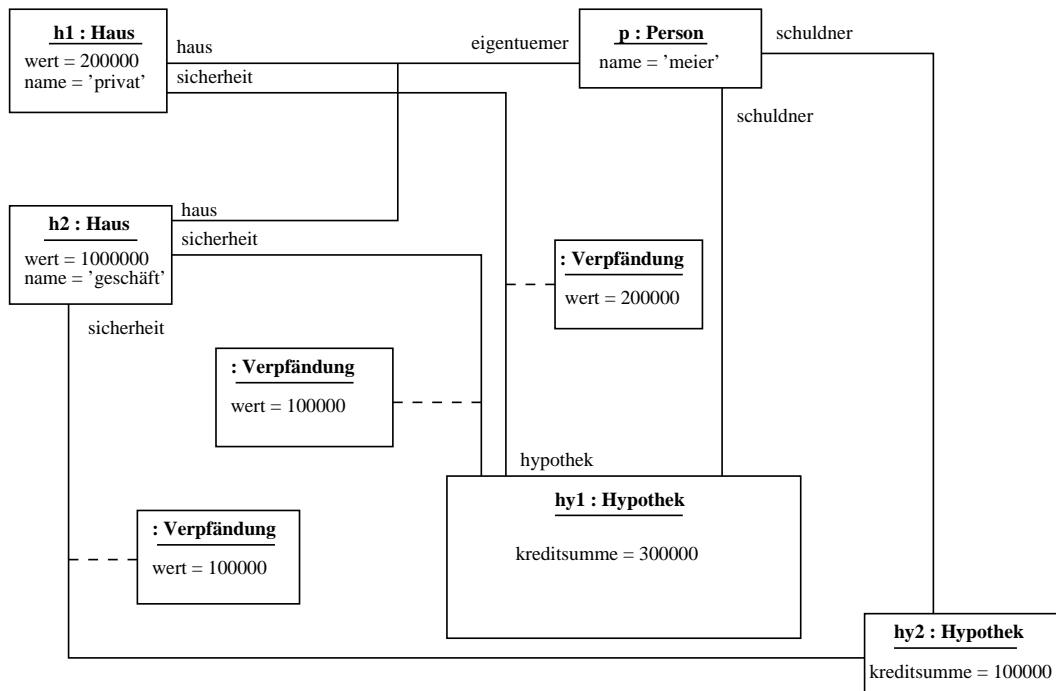 h1 : Haus
wert = 200000
name = ’privat’
haus
sicherheit
eigentuemer
p : Person
name = ’meier’
schuldner
schuldner
h2 : Haus
wert = 1000000
name = ’geschäft’
haus
sicherheit
sicherheit
: Verpfändung
wert = 200000
: Verpfändung
wert = 100000
: Verpfändung
wert = 100000
hypothek
hy1 : Hypothek
kreditsumme = 300000
hy2 : Hypothek
kreditsumme = 100000